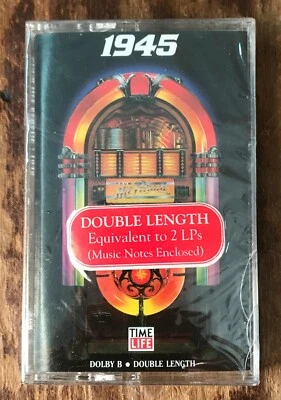 1945
DOUBLE LENGTH
Equivalent to 2 LPs
(Music Notes Enclosed)
TIME
LIFE
DOLBY B • DOUBLE LENGTH